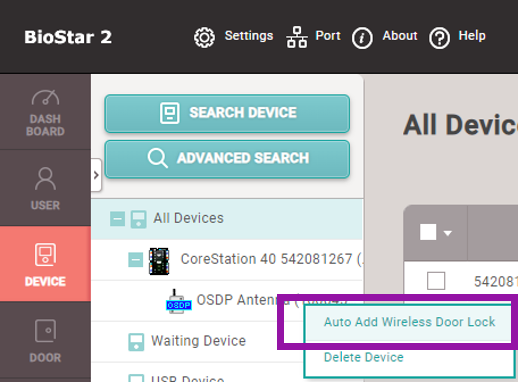 BioStar 2
Settings
Port
About
Help
DASH
BOARD
USER
DEVICE
DOOR
SEARCH DEVICE
ADVANCED SEARCH
All Devices
CoreStation 40 542081267 (
OSDP
OSDP Antenna
Waiting Device
USB Device
All Devic
54208
Auto Add Wireless Door Lock
Delete Device